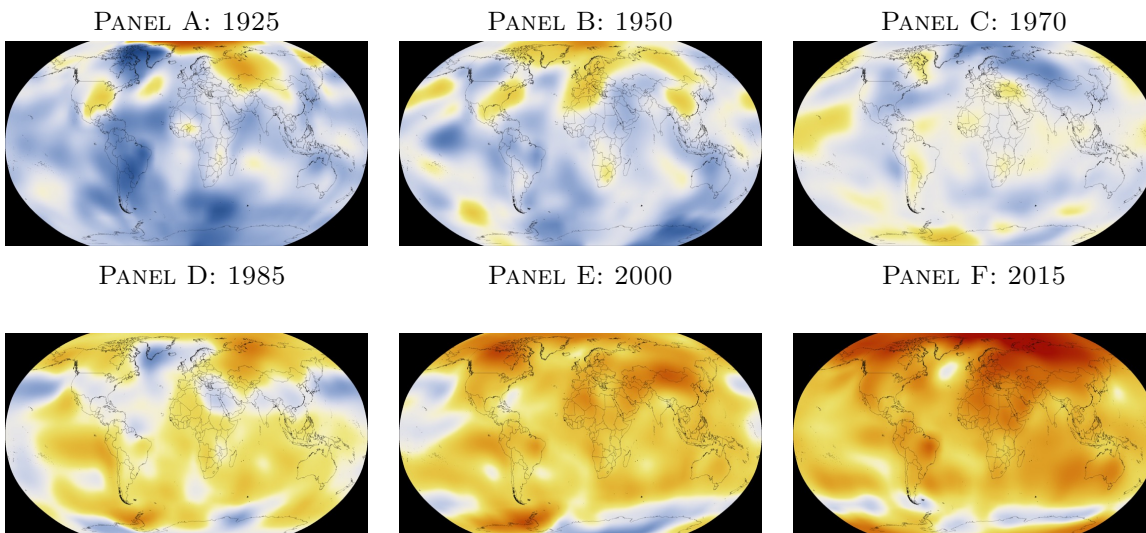 PANEL A: 1925
PANEL B: 1950
PANEL C: 1970
PANEL D: 1985
PANEL E: 2000
PANEL F: 2015